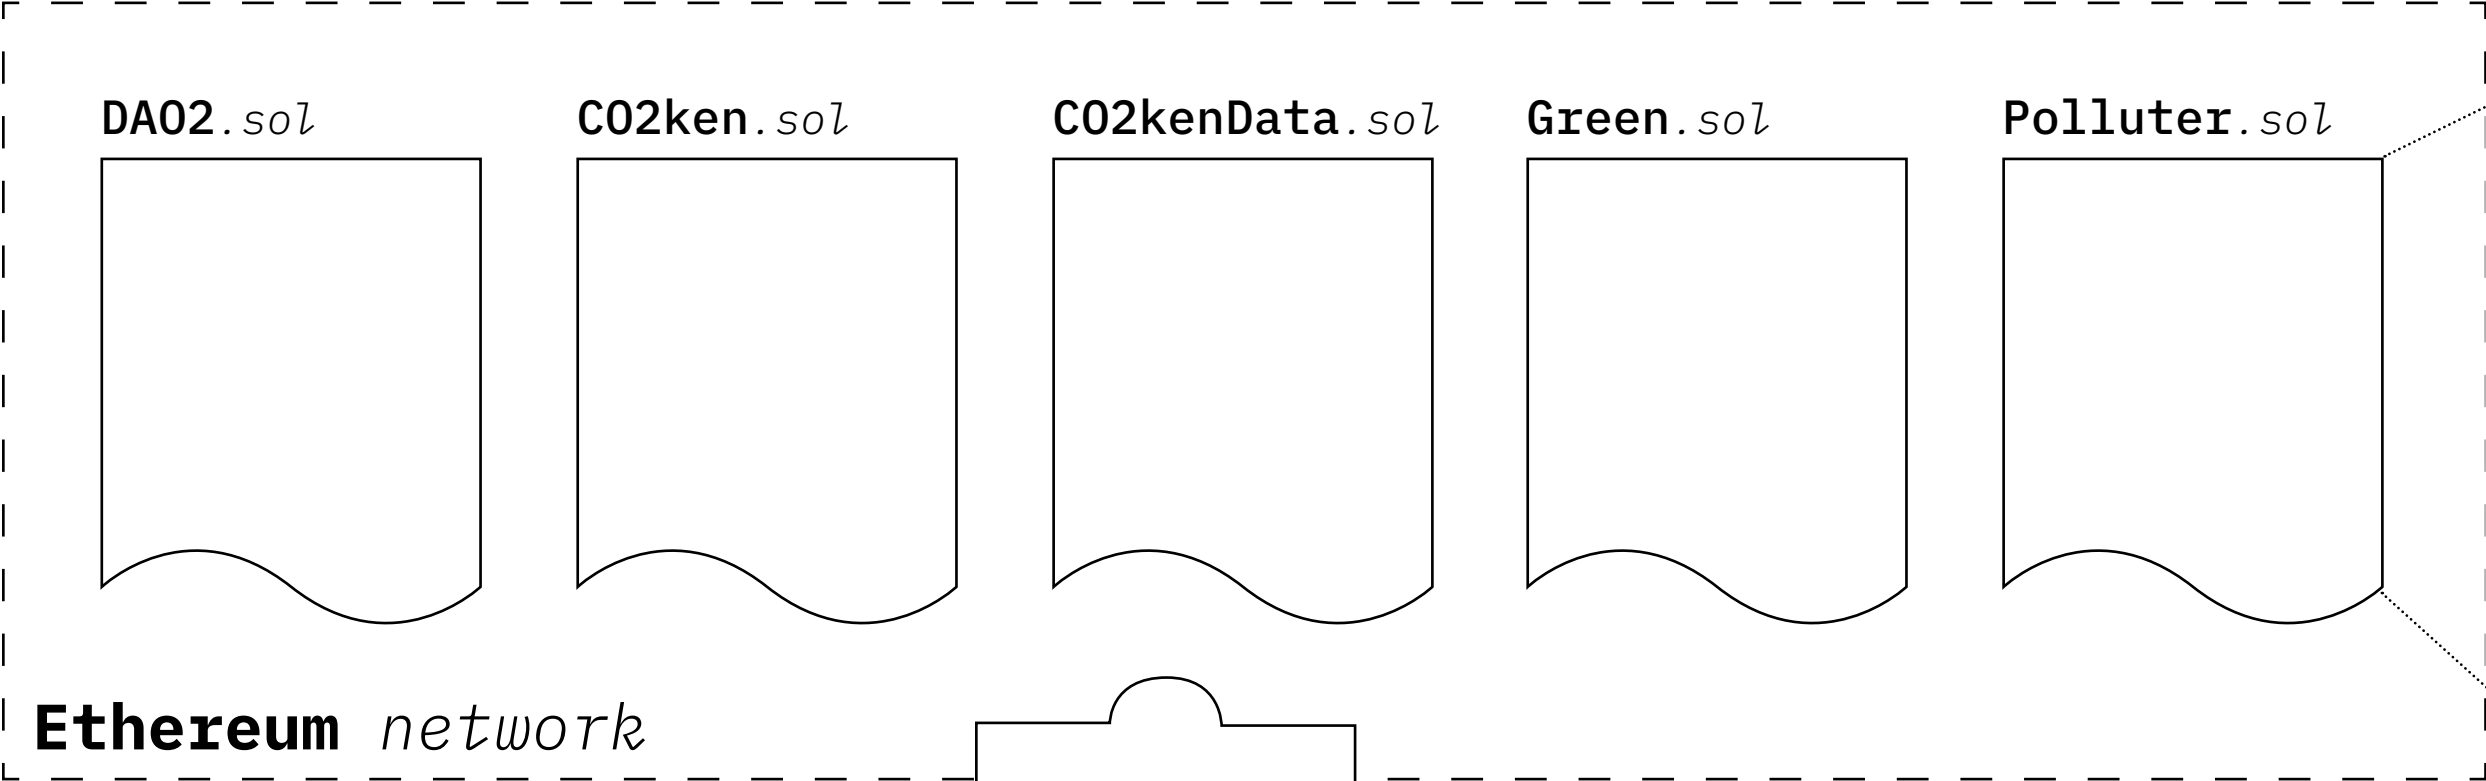 DAO2.sol
CO2ken.sol
CO2kenData.sol
Green.sol
Polluter.sol
Ethereum network